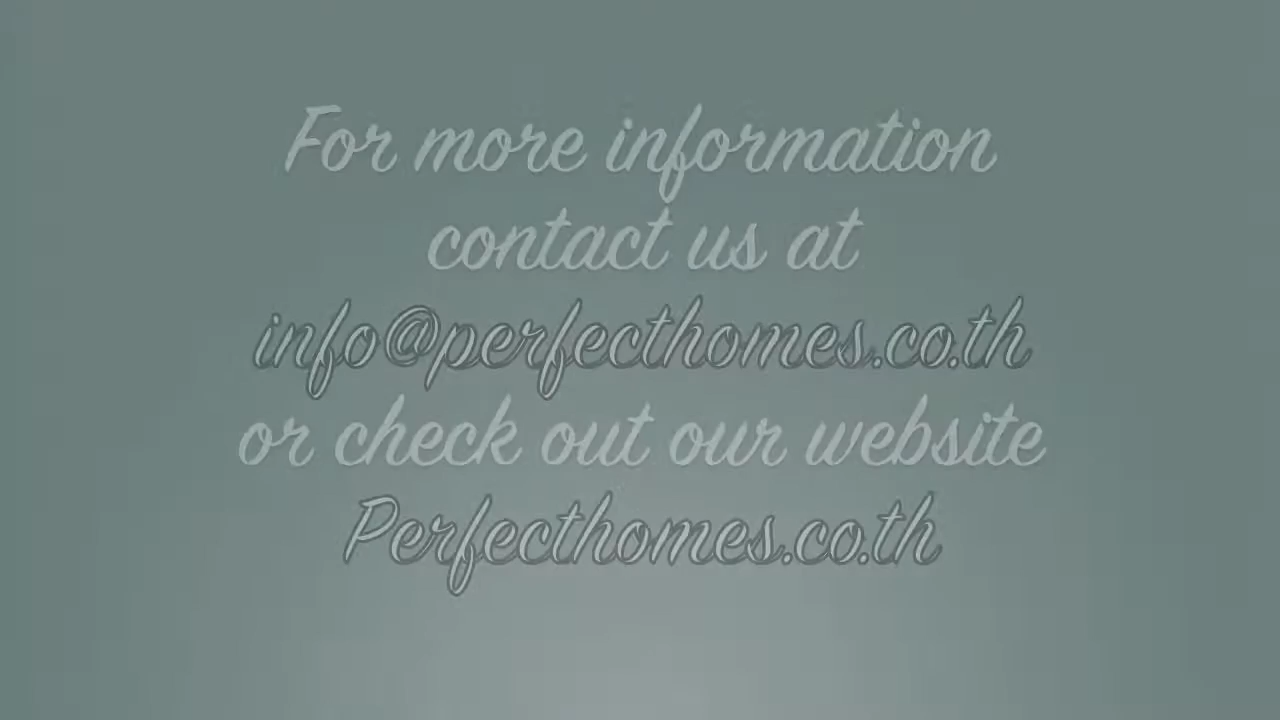 For more information
contact us at
info@perfecthomes.co.th
or check out our website
Perfecthomes.co.th